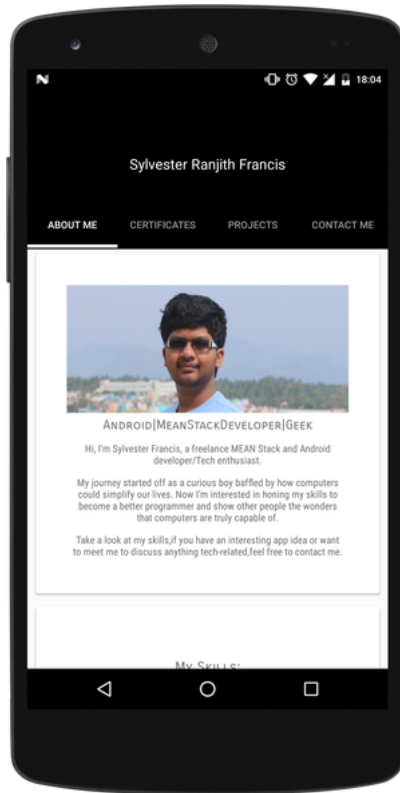 18:04
Sylvester Ranjith Francis
ABOUT ME CERTIFICATES PROJECTS CONTACT ME
ANDROID|MEANSTACKDEVELOPER|GEEK
Hi, I'm Sylvester Francis, a freelance MEAN Stack and Android
developer/Tech enthusiast.
My journey started off as a curious boy baffled by how computers
could simplify our lives. Now I'm interested in honing my skills to
become a better programmer and show other people the wonders
that computers are truly capable of.
Take a look at my skills,if you have an interesting app idea or want
to meet me to discuss anything tech-related,feel free to contact me.
MY SKILLS: